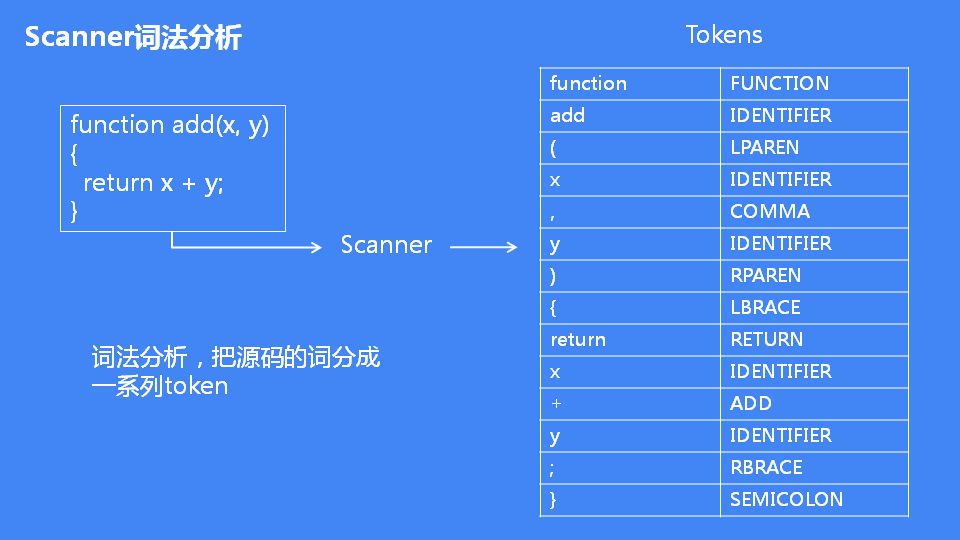 Scanner词法分析
function add(x, y)
{
return x + y;
}
Scanner
词法分析，把源码的词分成
一系列token
Tokens
function FUNCTION
add IDENTIFIER
( LPAREN
x IDENTIFIER
, COMMA
y IDENTIFIER
) RPAREN
{ LBRACE
return RETURN
x IDENTIFIER
+ ADD
y IDENTIFIER
; RBRACE
} SEMICOLON